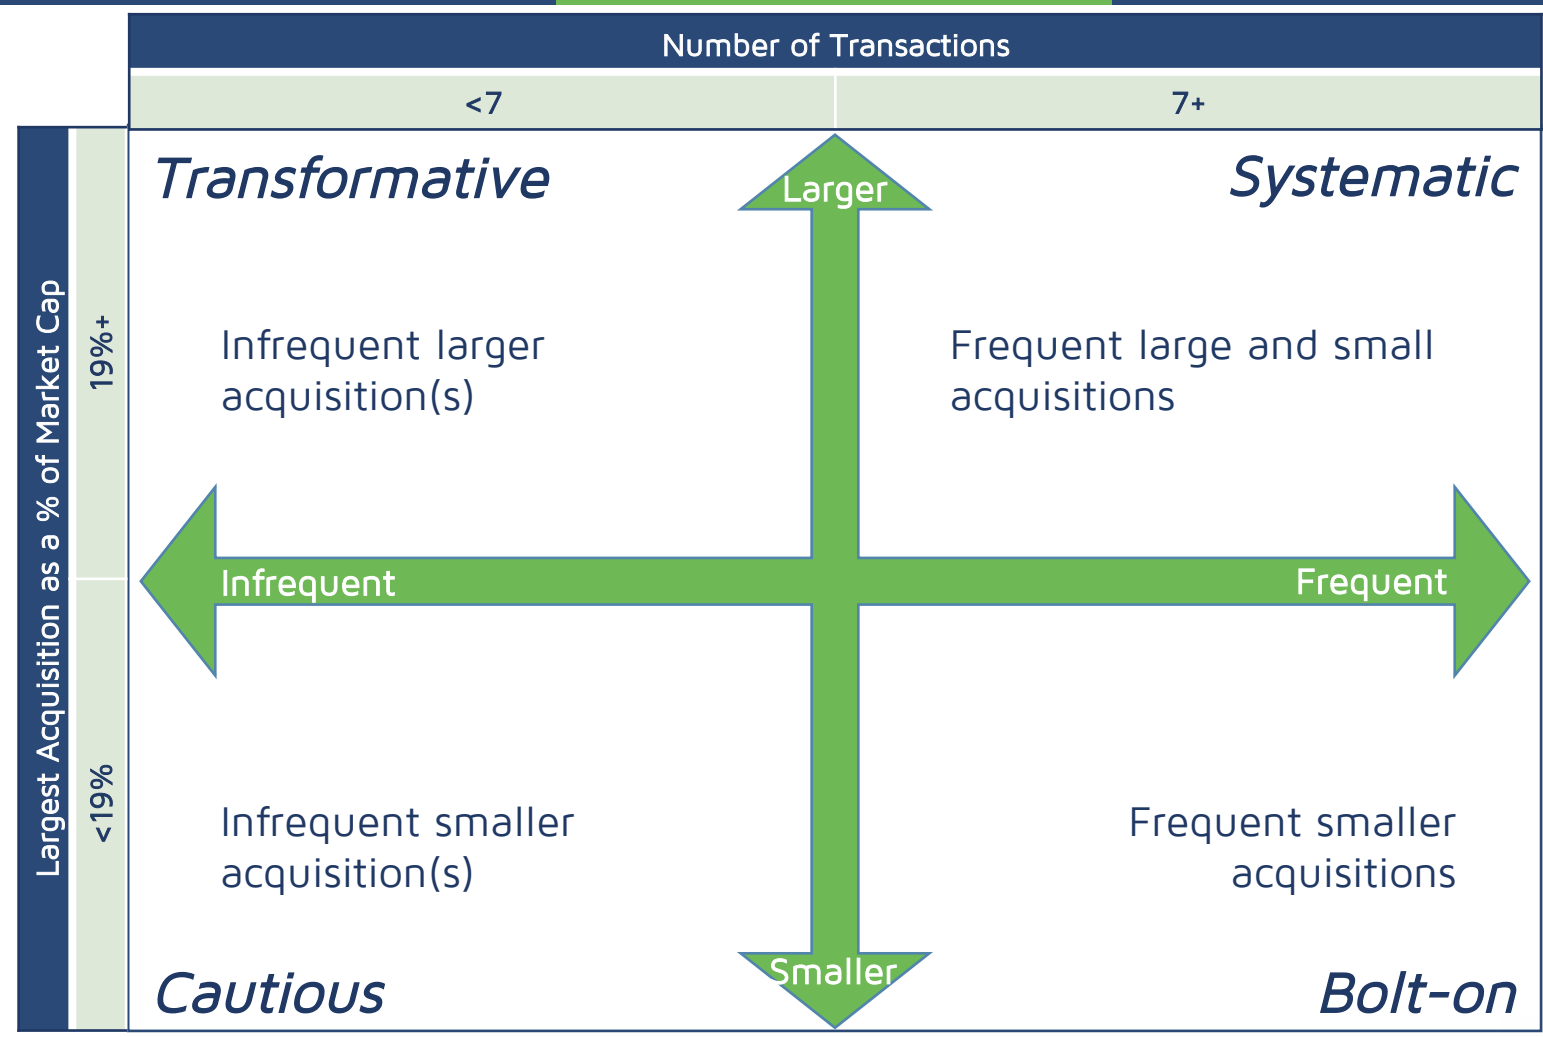 Number of Transactions
<7
7+
Largest Acquisition as a % of Market Cap
19%+
<19%
Transformative
Systematic
Larger
Infrequent larger
acquisition(s)
Frequent large and small
acquisitions
Infrequent
Frequent
Infrequent smaller
acquisition(s)
Frequent smaller
acquisitions
Smaller
Cautious
Bolt-on